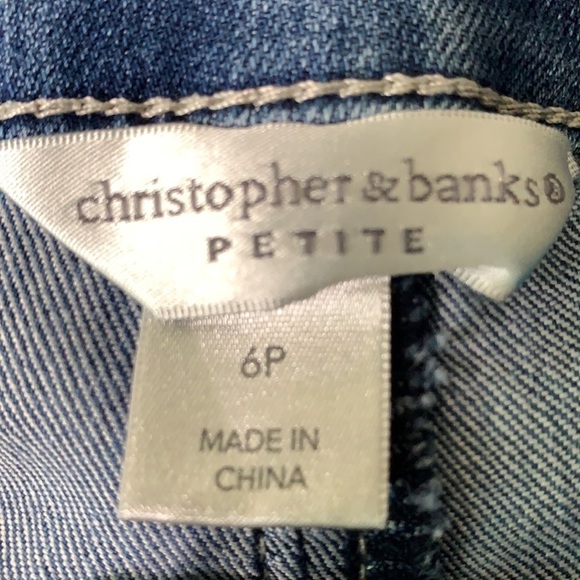 christopher & banks®
PETITE
6P
MADE IN
CHINA